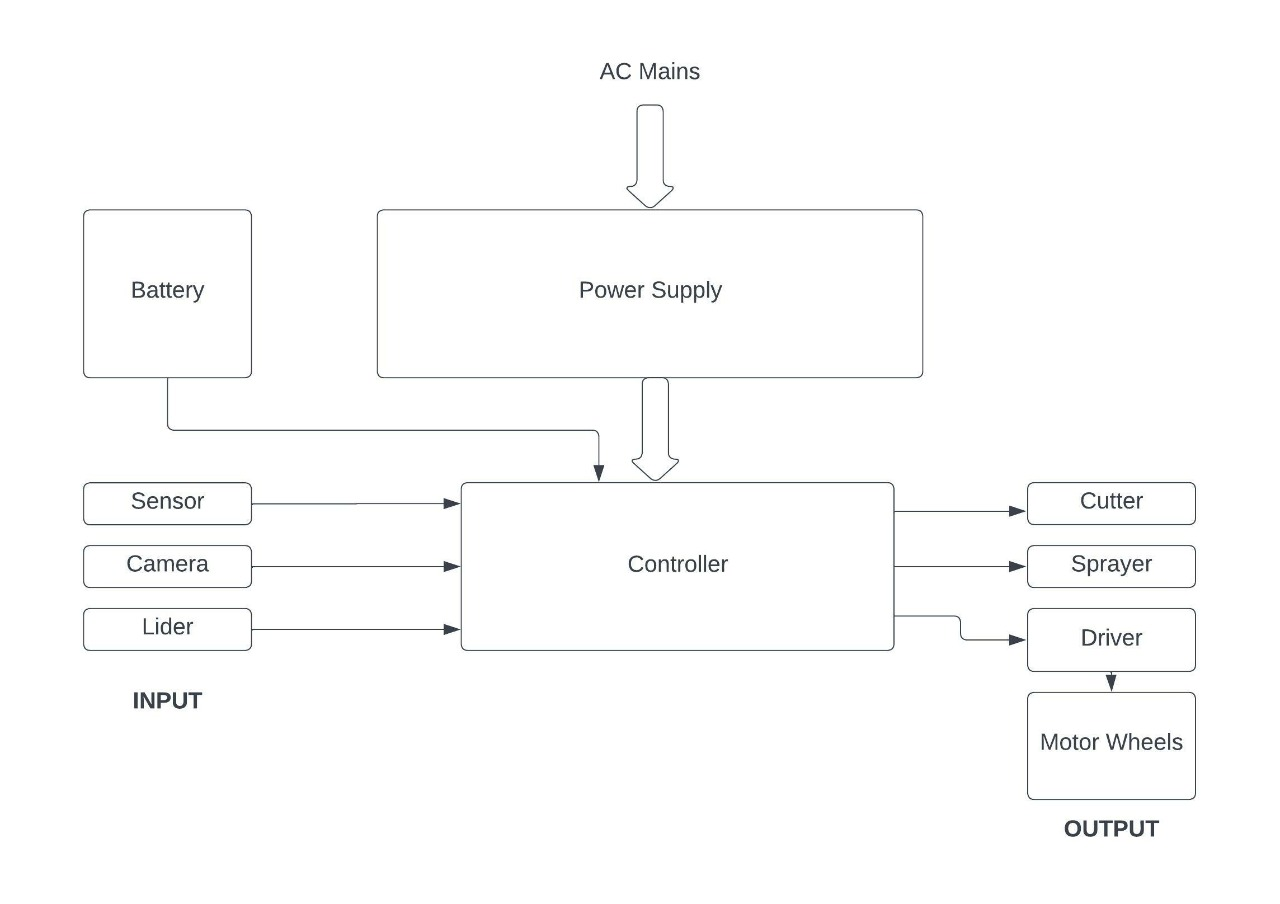 AC Mains
Battery
Power Supply
Sensor
Camera
Lider
Controller
Cutter
Sprayer
Driver
Motor Wheels
INPUT
OUTPUT